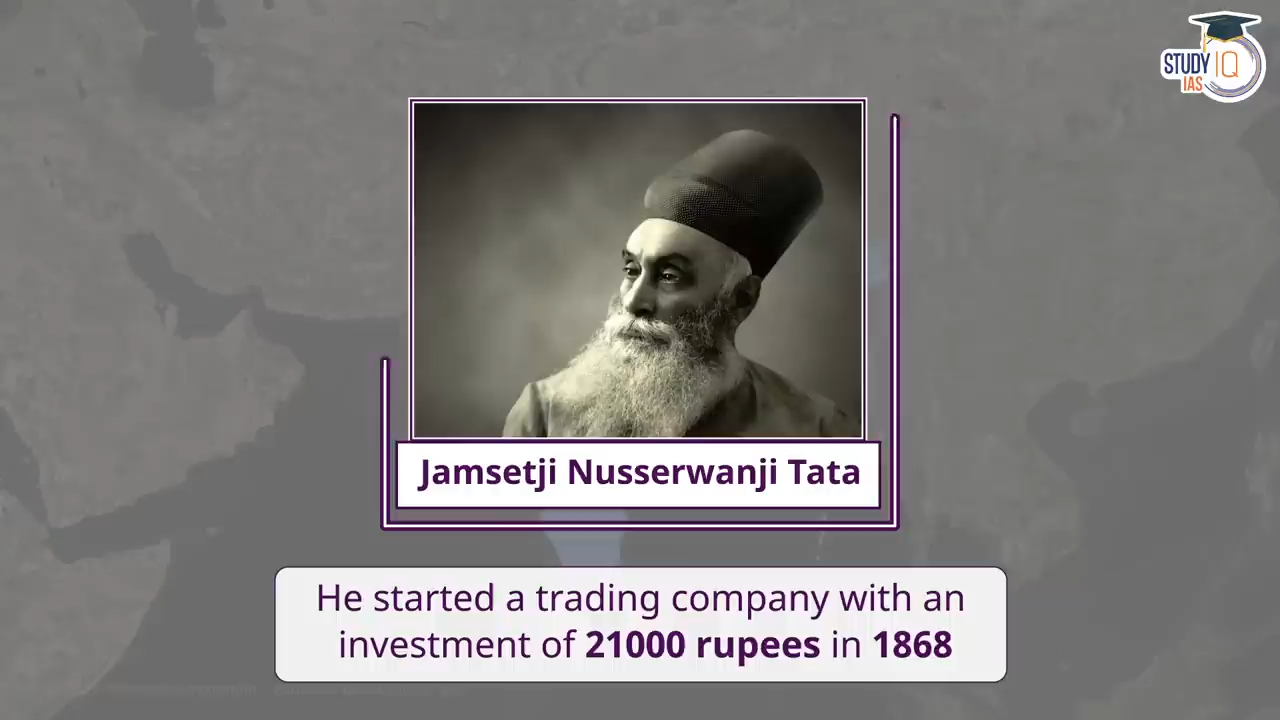 STUDY IQ
IAS
Jamsetji Nusserwanji Tata
He started a trading company with an
investment of 21000 rupees in 1868